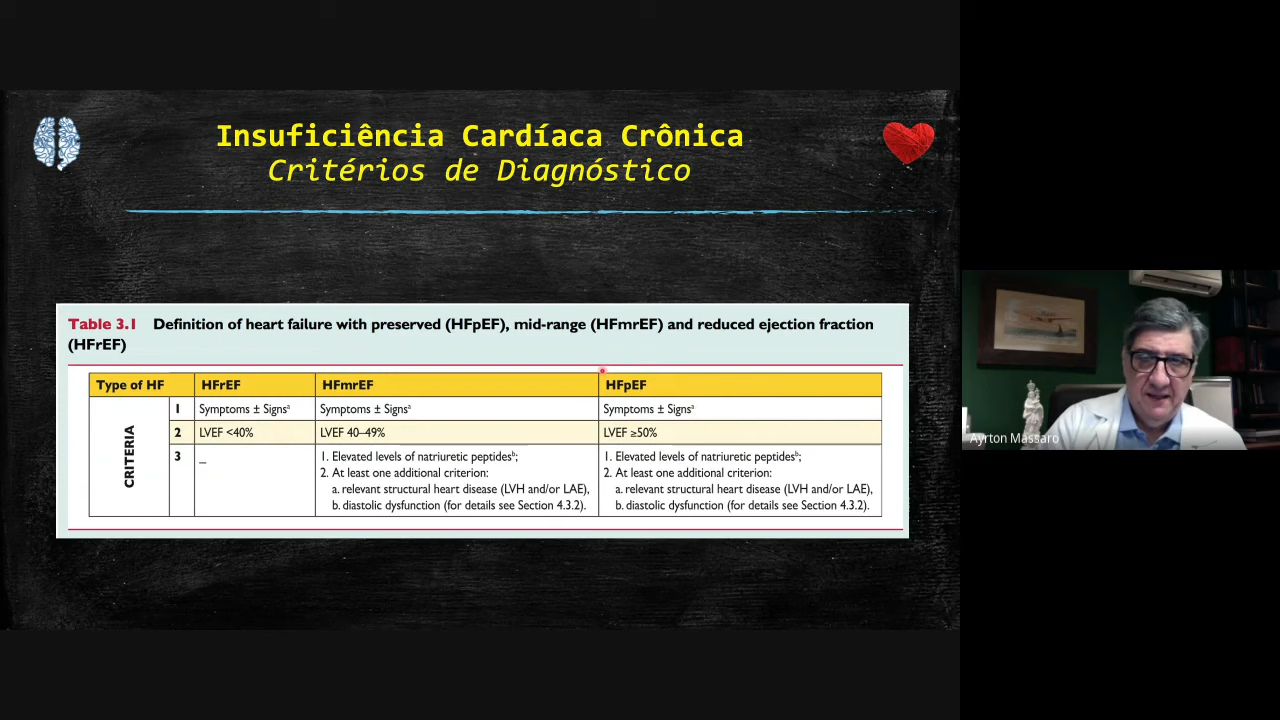 Insuficiência Cardíaca Crônica
Critérios de Diagnóstico
Table 3.1 Definition of heart failure with preserved (HFpEF), mid-range (HFmrEF) and reduced ejection fraction
(HFrEF)
Type of HF HFrEF HFmrEF HFpEF
CRITERIA
1 Symptoms ± Signsᵃ Symptoms ± Signsᵃ Symptoms ± Signsᵃ
2 LVEF <40% LVEF 40–49% LVEF ≥50%
3 – 1. Elevated levels of natriuretic peptidesᵇ; 1. Elevated levels of natriuretic peptidesᵇ;
2. At least one additional criterion: 2. At least one additional criterion:
a. relevant structural heart disease (LVH and/or LAE), a. relevant structural heart disease (LVH and/or LAE),
b. diastolic dysfunction (for details see Section 4.3.2). b. diastolic dysfunction (for details see Section 4.3.2).
Ayrton Massaro